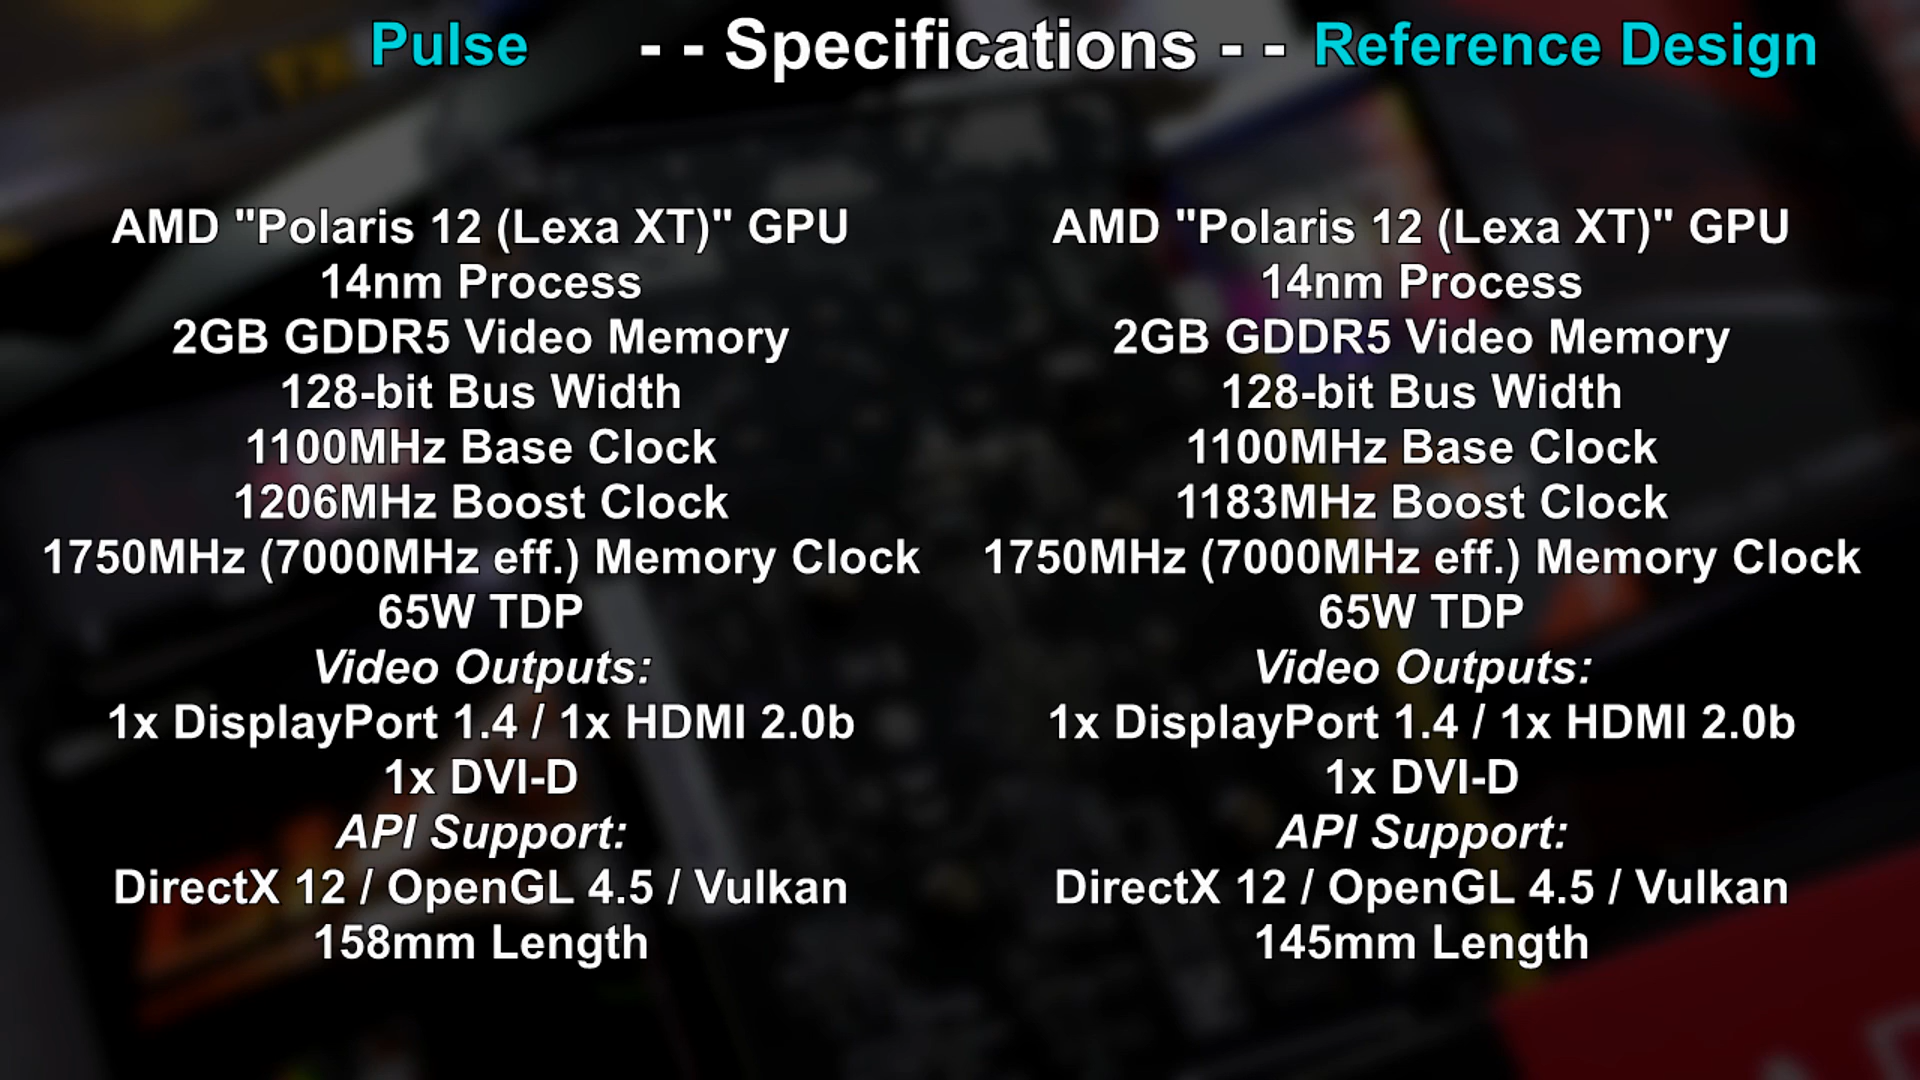 Pulse - - Specifications - - Reference Design
AMD "Polaris 12 (Lexa XT)" GPU
14nm Process
2GB GDDR5 Video Memory
128-bit Bus Width
1100MHz Base Clock
1206MHz Boost Clock
1750MHz (7000MHz eff.) Memory Clock
65W TDP
Video Outputs:
1x DisplayPort 1.4 / 1x HDMI 2.0b
1x DVI-D
API Support:
DirectX 12 / OpenGL 4.5 / Vulkan
158mm Length
AMD "Polaris 12 (Lexa XT)" GPU
14nm Process
2GB GDDR5 Video Memory
128-bit Bus Width
1100MHz Base Clock
1183MHz Boost Clock
1750MHz (7000MHz eff.) Memory Clock
65W TDP
Video Outputs:
1x DisplayPort 1.4 / 1x HDMI 2.0b
1x DVI-D
API Support:
DirectX 12 / OpenGL 4.5 / Vulkan
145mm Length